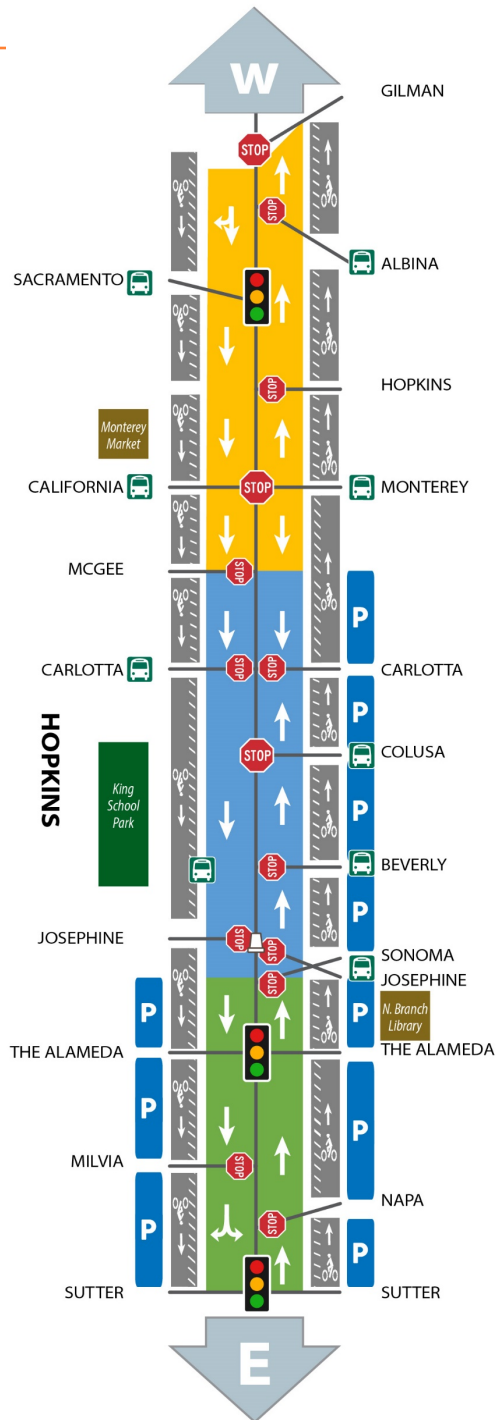 W
GILMAN
STOP
STOP
ALBINA
SACRAMENTO
HOPKINS
STOP
Monterey
Market
CALIFORNIA
STOP
MONTEREY
MCGEE
STOP
P
CARLOTTA
STOP
STOP
CARLOTTA
P
HOPKINS
STOP
COLUSA
King
School
Park
P
BEVERLY
STOP
P
JOSEPHINE
STOP
STOP
SONOMA
JOSEPHINE
STOP
P
P
N. Branch
Library
THE ALAMEDA
THE ALAMEDA
P
P
MILVIA
STOP
NAPA
STOP
P
P
SUTTER
SUTTER
E